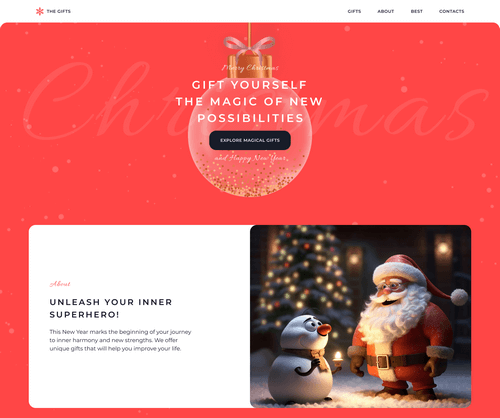 THE GIFTS
GIFTS ABOUT BEST CONTACTS
Christmas
Merry Christmas
GIFT YOURSELF
THE MAGIC OF NEW
POSSIBILITIES
EXPLORE MAGICAL GIFTS
and Happy New Year
About
UNLEASH YOUR INNER
SUPERHERO!
This New Year marks the beginning of your journey
to inner harmony and new strengths. We offer
unique gifts that will help you improve your life.